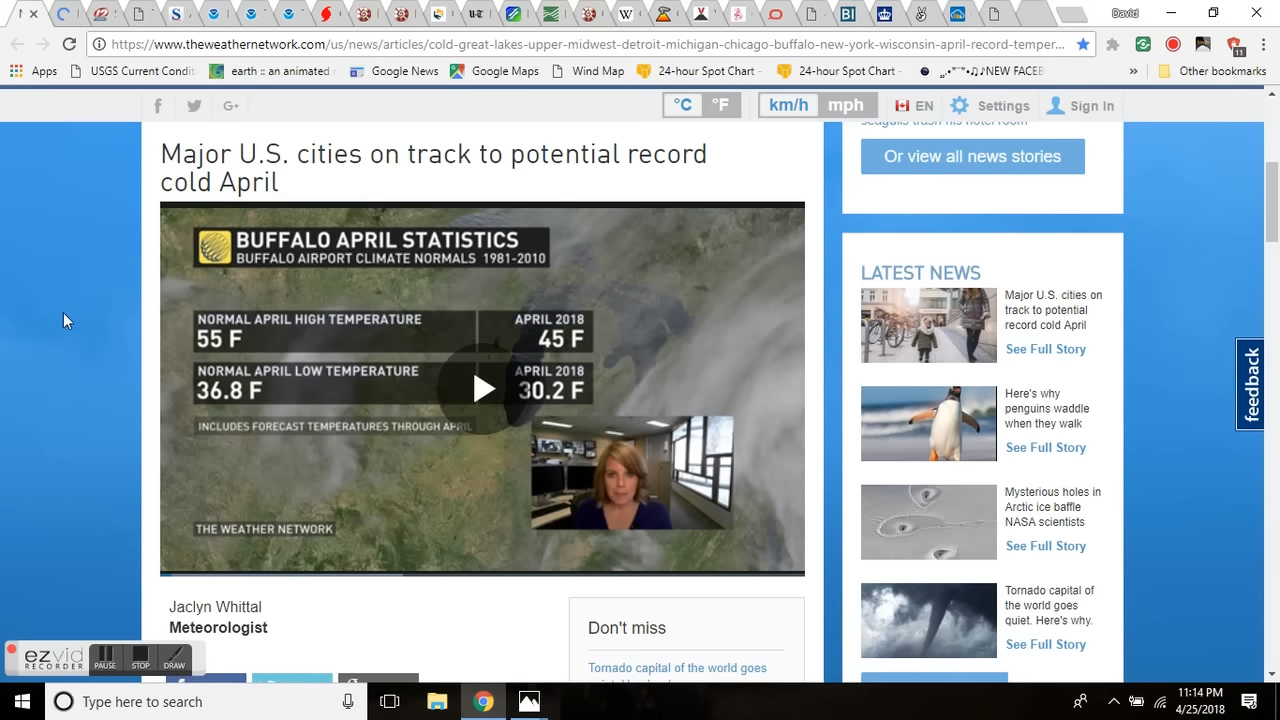 David
https://www.theweathernetwork.com/us/news/articles/cold-great-lakes-upper-midwest-detroit-michigan-chicago-buffalo-new-york-wisconsin-april-record-temper...
11
Apps
USGS Current Condit
earth :: an animated
Google News
Google Maps
Wind Map
24-hour Spot Chart -
24-hour Spot Chart -
NEW FACEB
»
Other bookmarks
f
G+
°C
°F
km/h
mph
EN
Settings
Sign In
seagulls trash his hotel room
Or view all news stories
Major U.S. cities on track to potential record
cold April
BUFFALO APRIL STATISTICS
BUFFALO AIRPORT CLIMATE NORMALS 1981-2010
NORMAL APRIL HIGH TEMPERATURE
APRIL 2018
55 F
45 F
NORMAL APRIL LOW TEMPERATURE
APRIL 2018
36.8 F
30.2 F
INCLUDES FORECAST TEMPERATURES THROUGH APRIL
THE WEATHER NETWORK
LATEST NEWS
Major U.S. cities on
track to potential
record cold April
See Full Story
Here's why
penguins waddle
when they walk
See Full Story
Mysterious holes in
Arctic ice baffle
NASA scientists
See Full Story
Tornado capital of
the world goes
quiet. Here's why.
See Full Story
feedback
Jaclyn Whittal
Meteorologist
Don't miss
Tornado capital of the world goes
ezvid
RECORDER
PAUSE
STOP
DRAW
Type here to search
11:14 PM
4/25/2018